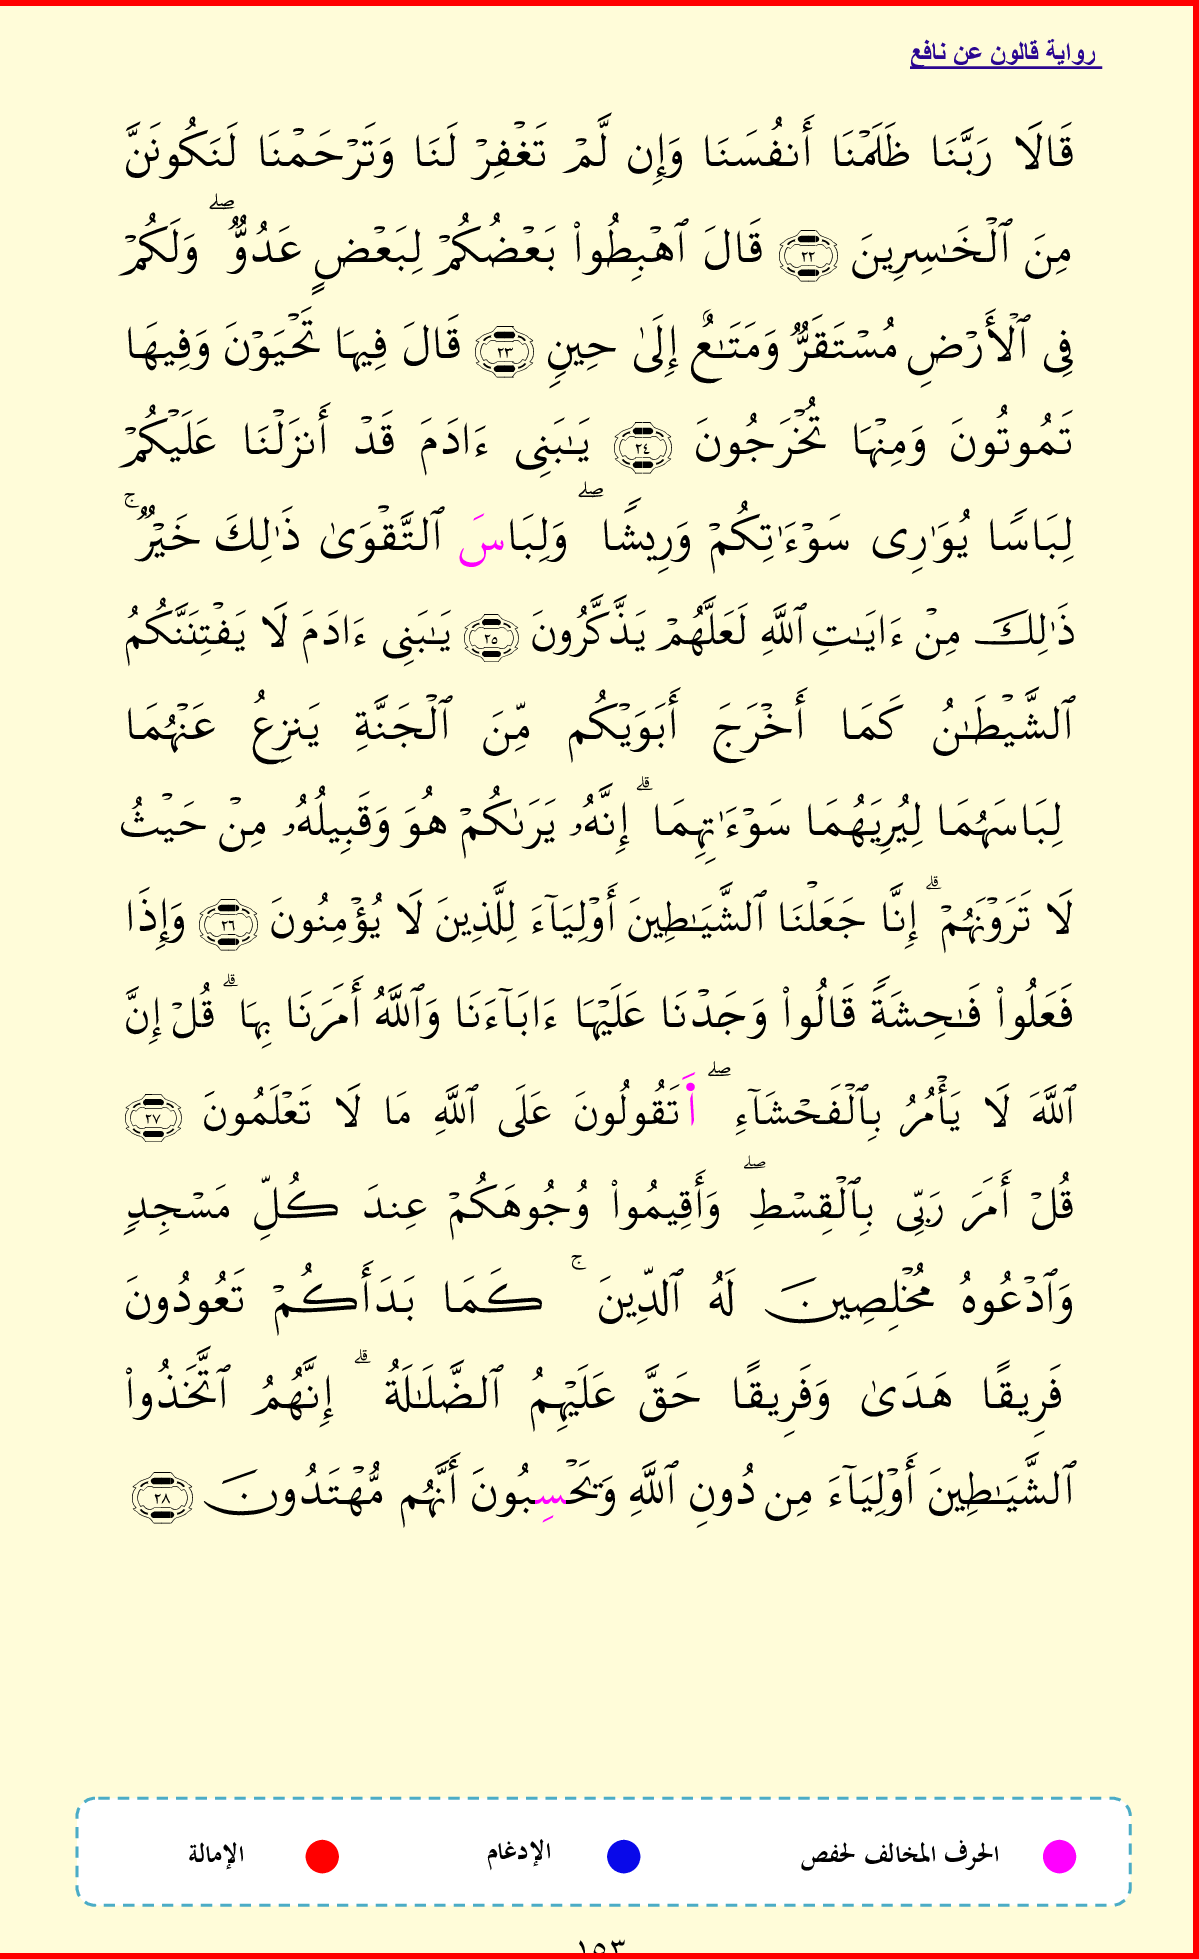 رواية قالون عن نافع
قَالَا رَبَّنَا ظَلَمْنَا أَنفُسَنَا وَإِن لَّمْ تَغْفِرْ لَنَا وَتَرْحَمْنَا لَنَكُونَنَّ
مِنَ ٱلْخَٰسِرِينَ ٢٢ قَالَ ٱهْبِطُوا۟ بَعْضُكُمْ لِبَعْضٍ عَدُوٌّ ۖ وَلَكُمْ
فِى ٱلْأَرْضِ مُسْتَقَرٌّ وَمَتَٰعٌ إِلَىٰ حِينٍ ٢٣ قَالَ فِيهَا تَحْيَوْنَ وَفِيهَا
تَمُوتُونَ وَمِنْهَا تُخْرَجُونَ ٢٤ يَٰبَنِى ءَادَمَ قَدْ أَنزَلْنَا عَلَيْكُمْ
لِبَاسًا يُوَٰرِى سَوْءَٰتِكُمْ وَرِيشًا ۖ وَلِبَاسَ ٱلتَّقْوَىٰ ذَٰلِكَ خَيْرٌ ۚ
ذَٰلِكَ مِنْ ءَايَٰتِ ٱللَّهِ لَعَلَّهُمْ يَذَّكَّرُونَ ٢٥ يَٰبَنِى ءَادَمَ لَا يَفْتِنَنَّكُمُ
ٱلشَّيْطَٰنُ كَمَا أَخْرَجَ أَبَوَيْكُم مِّنَ ٱلْجَنَّةِ يَنزِعُ عَنْهُمَا
لِبَاسَهُمَا لِيُرِيَهُمَا سَوْءَٰتِهِمَا ۗ إِنَّهُۥ يَرَىٰكُمْ هُوَ وَقَبِيلُهُۥ مِنْ حَيْثُ
لَا تَرَوْنَهُمْ ۗ إِنَّا جَعَلْنَا ٱلشَّيَٰطِينَ أَوْلِيَآءَ لِلَّذِينَ لَا يُؤْمِنُونَ ٢٦ وَإِذَا
فَعَلُوا۟ فَٰحِشَةً قَالُوا۟ وَجَدْنَا عَلَيْهَا ءَابَآءَنَا وَٱللَّهُ أَمَرَنَا بِهَا ۗ قُلْ إِنَّ
ٱللَّهَ لَا يَأْمُرُ بِٱلْفَحْشَآءِ ۖ أَتَقُولُونَ عَلَى ٱللَّهِ مَا لَا تَعْلَمُونَ ٢٧
قُلْ أَمَرَ رَبِّى بِٱلْقِسْطِ ۖ وَأَقِيمُوا۟ وُجُوهَكُمْ عِندَ كُلِّ مَسْجِدٍ
وَٱدْعُوهُ مُخْلِصِينَ لَهُ ٱلدِّينَ ۚ كَمَا بَدَأَكُمْ تَعُودُونَ
فَرِيقًا هَدَىٰ وَفَرِيقًا حَقَّ عَلَيْهِمُ ٱلضَّلَٰلَةُ ۗ إِنَّهُمُ ٱتَّخَذُوا۟
ٱلشَّيَٰطِينَ أَوْلِيَآءَ مِن دُونِ ٱللَّهِ وَتَحْسِبُونَ أَنَّهُم مُّهْتَدُونَ ٢٨
الحرف المخالف لحفص الإدغام الإمالة
١٥٣